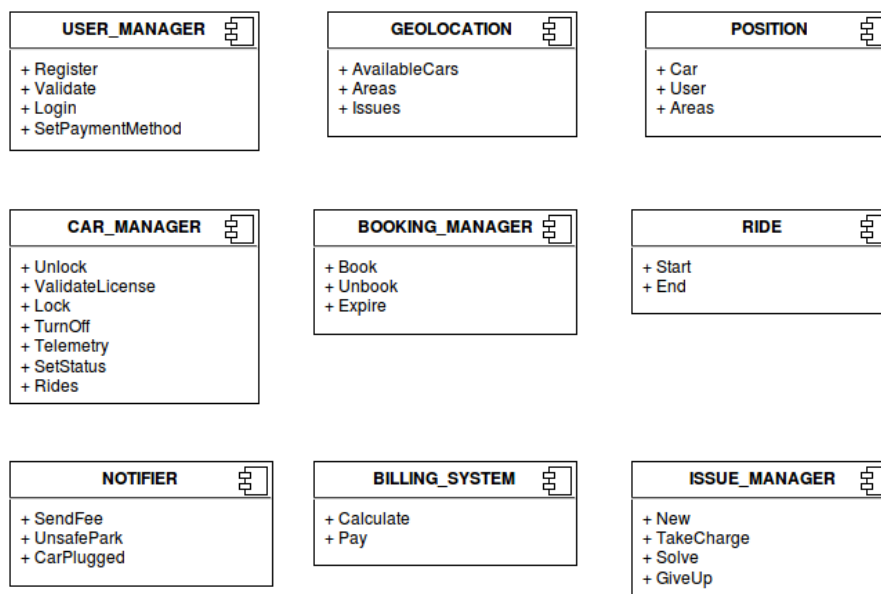 USER_MANAGER
+ Register
+ Validate
+ Login
+ SetPaymentMethod
GEOLOCATION
+ AvailableCars
+ Areas
+ Issues
POSITION
+ Car
+ User
+ Areas
CAR_MANAGER
+ Unlock
+ ValidateLicense
+ Lock
+ TurnOff
+ Telemetry
+ SetStatus
+ Rides
BOOKING_MANAGER
+ Book
+ Unbook
+ Expire
RIDE
+ Start
+ End
NOTIFIER
+ SendFee
+ UnsafePark
+ CarPlugged
BILLING_SYSTEM
+ Calculate
+ Pay
ISSUE_MANAGER
+ New
+ TakeCharge
+ Solve
+ GiveUp